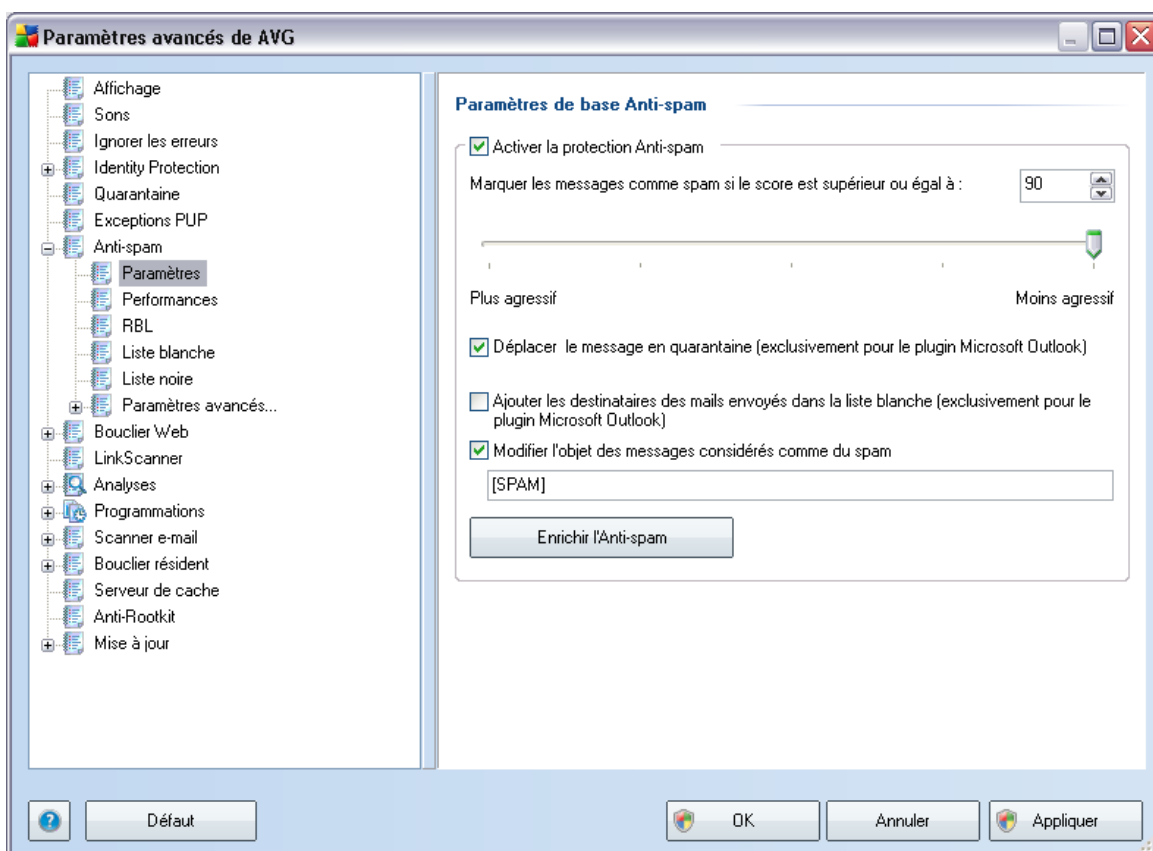 Paramètres avancés de AVG
Affichage
Sons
Ignorer les erreurs
Identity Protection
Quarantaine
Exceptions PUP
Anti-spam
Paramètres
Performances
RBL
Liste blanche
Liste noire
Paramètres avancés...
Bouclier Web
LinkScanner
Analyses
Programmations
Scanner e-mail
Bouclier résident
Serveur de cache
Anti-Rootkit
Mise à jour
Paramètres de base Anti-spam
Activer la protection Anti-spam
Marquer les messages comme spam si le score est supérieur ou égal à : 90
Plus agressif Moins agressif
Déplacer le message en quarantaine (exclusivement pour le plugin Microsoft Outlook)
Ajouter les destinataires des mails envoyés dans la liste blanche (exclusivement pour le
plugin Microsoft Outlook)
Modifier l'objet des messages considérés comme du spam
[SPAM]
Enrichir l'Anti-spam
Défaut OK Annuler Appliquer